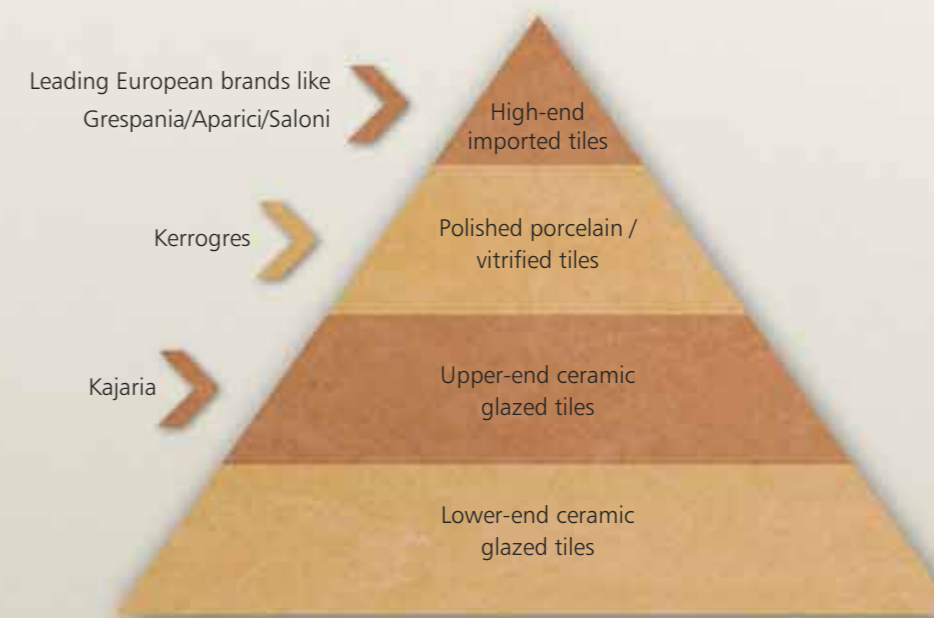 Leading European brands like
Grespania/Aparici/Saloni
High-end
imported tiles
Kerrogres
Polished porcelain /
vitrified tiles
Kajaria
Upper-end ceramic
glazed tiles
Lower-end ceramic
glazed tiles